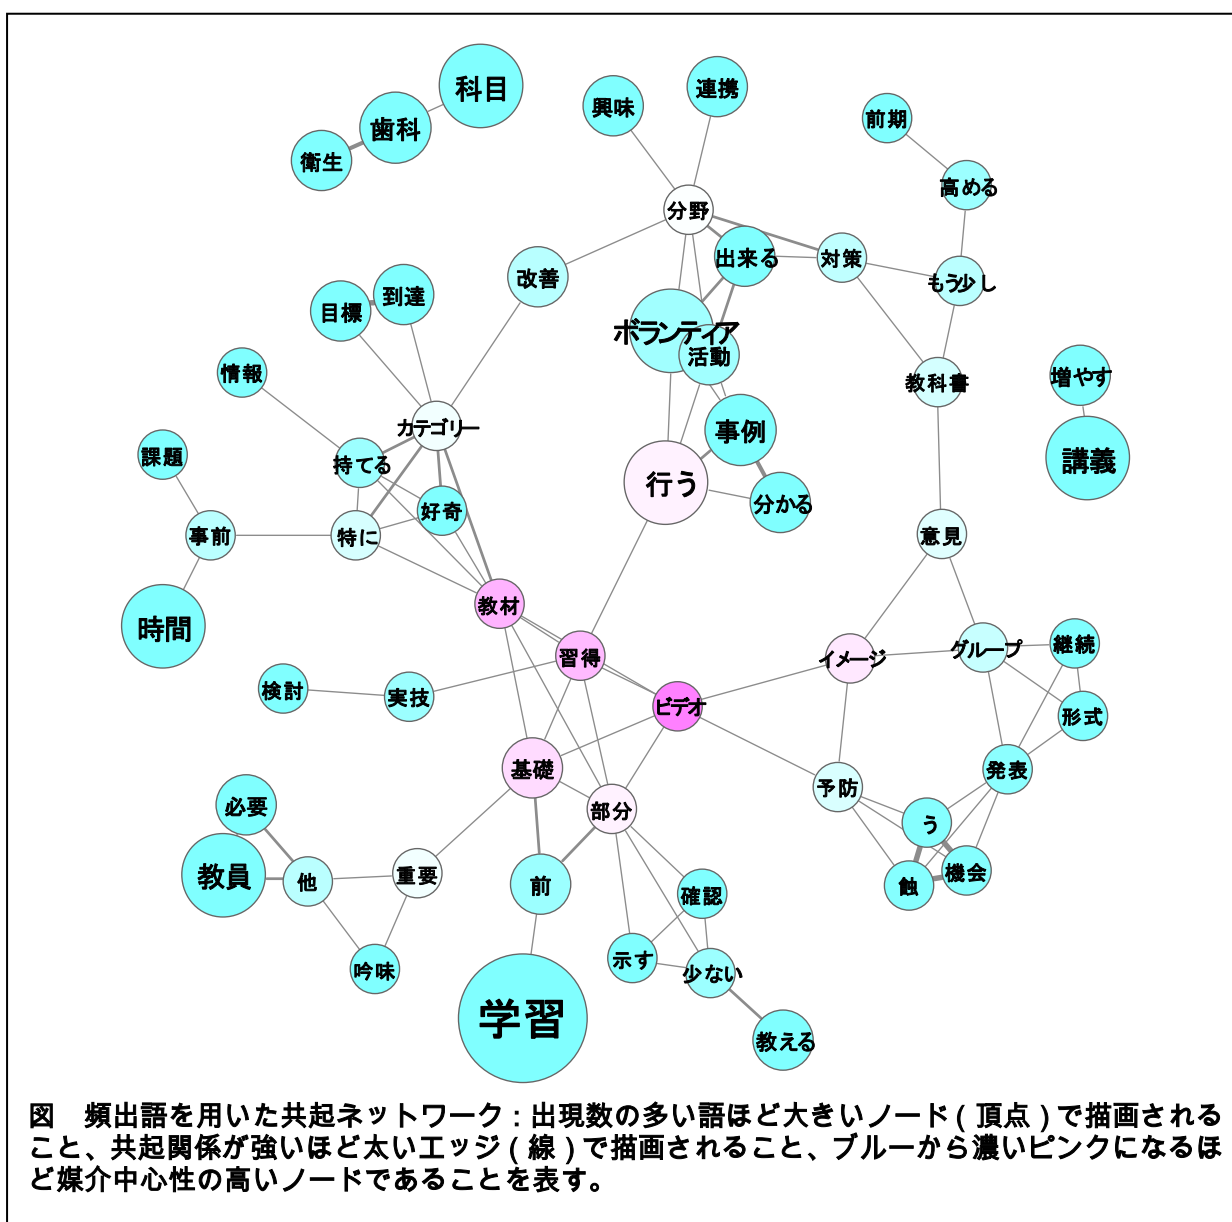 科目
連携
興味
歯科
前期
衛生
高める
分野
出来る
対策
改善
もう少し
到達
目標
ボランティア
活動
情報
教科書
増やす
カテゴリー
事例
課題
持てる
講義
行う
分かる
好奇
事前
特に
意見
教材
時間
継続
グループ
習得
イメージ
検討
実技
ビデオ
形式
基礎
発表
予防
必要
部分
う
機会
教員
他
重要
前
蝕
確認
示す
吟味
少ない
学習
教える
図　頻出語を用いた共起ネットワーク：出現数の多い語ほど大きいノード（頂点）で描画される
こと、共起関係が強いほど太いエッジ（線）で描画されること、ブルーから濃いピンクになるほ
ど媒介中心性の高いノードであることを表す。